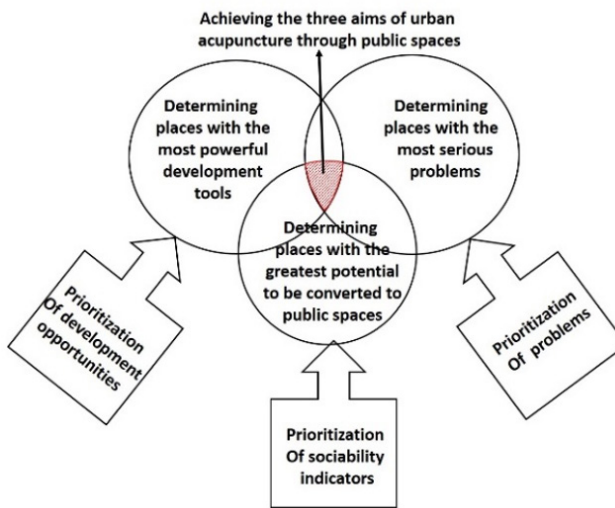 Achieving the three aims of urban
acupuncture through public spaces
Determining
places with the
most powerful
development
tools
Determining
places with the
most serious
problems
Determining
places with the
greatest potential
to be converted to
public spaces
Prioritization
Of development
opportunities
Prioritization
Of sociability
indicators
Prioritization
Of problems